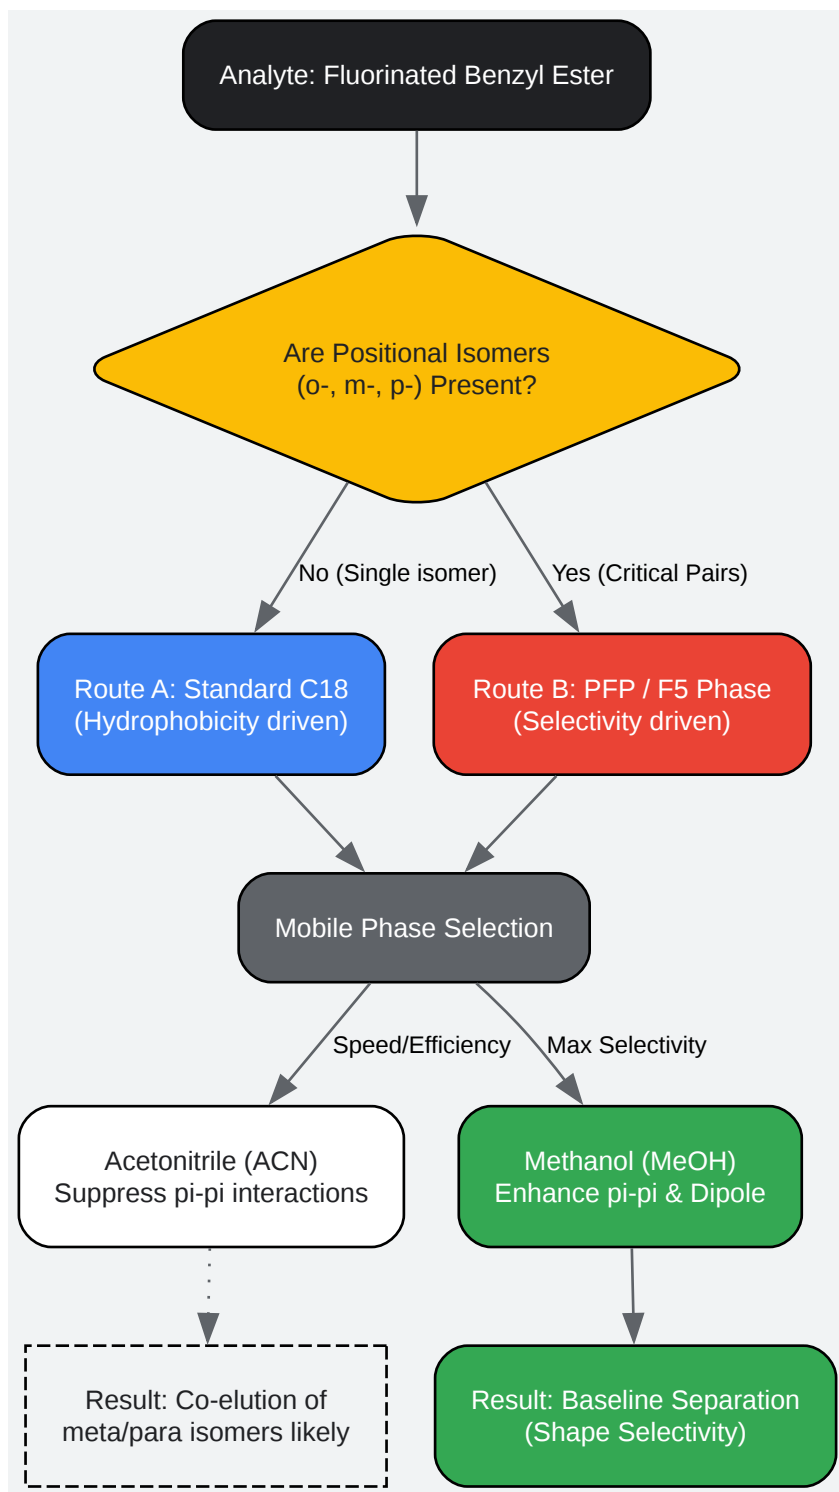 Analyte: Fluorinated Benzyl Ester
Are Positional Isomers
(o-, m-, p-) Present?
No (Single isomer)
Yes (Critical Pairs)
Route A: Standard C18
(Hydrophobicity driven)
Route B: PFP / F5 Phase
(Selectivity driven)
Mobile Phase Selection
Speed/Efficiency
Max Selectivity
Acetonitrile (ACN)
Suppress pi-pi interactions
Methanol (MeOH)
Enhance pi-pi & Dipole
Result: Co-elution of
meta/para isomers likely
Result: Baseline Separation
(Shape Selectivity)